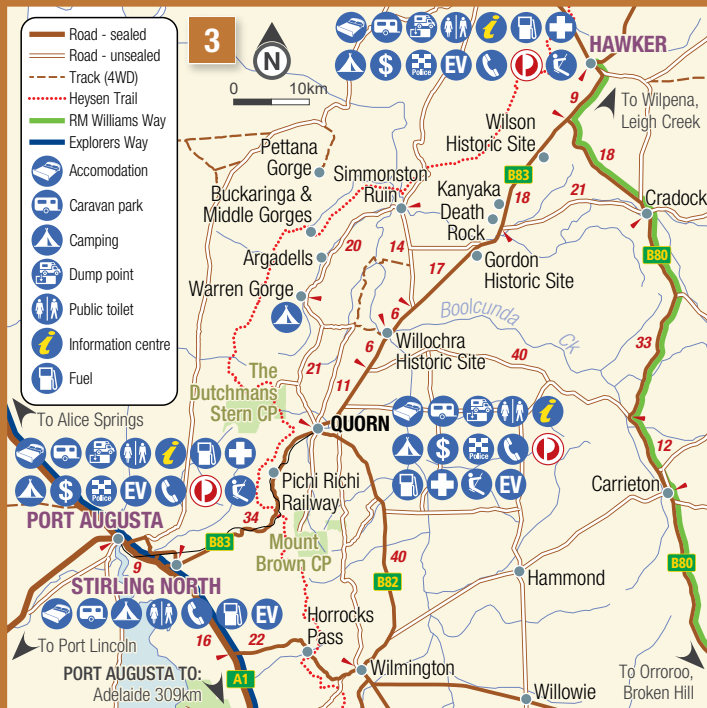 Road - sealed
Road - unsealed
Track (4WD)
Heysen Trail
RM Williams Way
Explorers Way
Accomodation
Caravan park
Camping
Dump point
Public toilet
i
Information centre
Fuel
3
N
0
10km
i
$
Police
EV
HAWKER
9
To Wilpena,
Leigh Creek
Wilson
Historic Site
Pettana
Gorge
Simmonston
Ruin
B83
18
Buckaringa &
Middle Gorges
Kanyaka
Death
Rock
18
21
Cradock
20
14
Argadells
17
Gordon
Historic Site
B80
Warren Gorge
6
Boolcunda
Ck
6
Willochra
Historic Site
33
40
21
11
The
Dutchmans
Stern CP
To Alice Springs
QUORN
i
$
Police
EV
12
i
$
Police
EV
Carrieton
Pichi Richi
Railway
PORT AUGUSTA
34
B83
Mount
Brown CP
9
40
B80
STIRLING NORTH
B82
Hammond
EV
Horrocks
Pass
16
22
To Port Lincoln
PORT AUGUSTA TO:
Adelaide 309km
A1
Wilmington
To Ororoo,
Broken Hill
Willowie